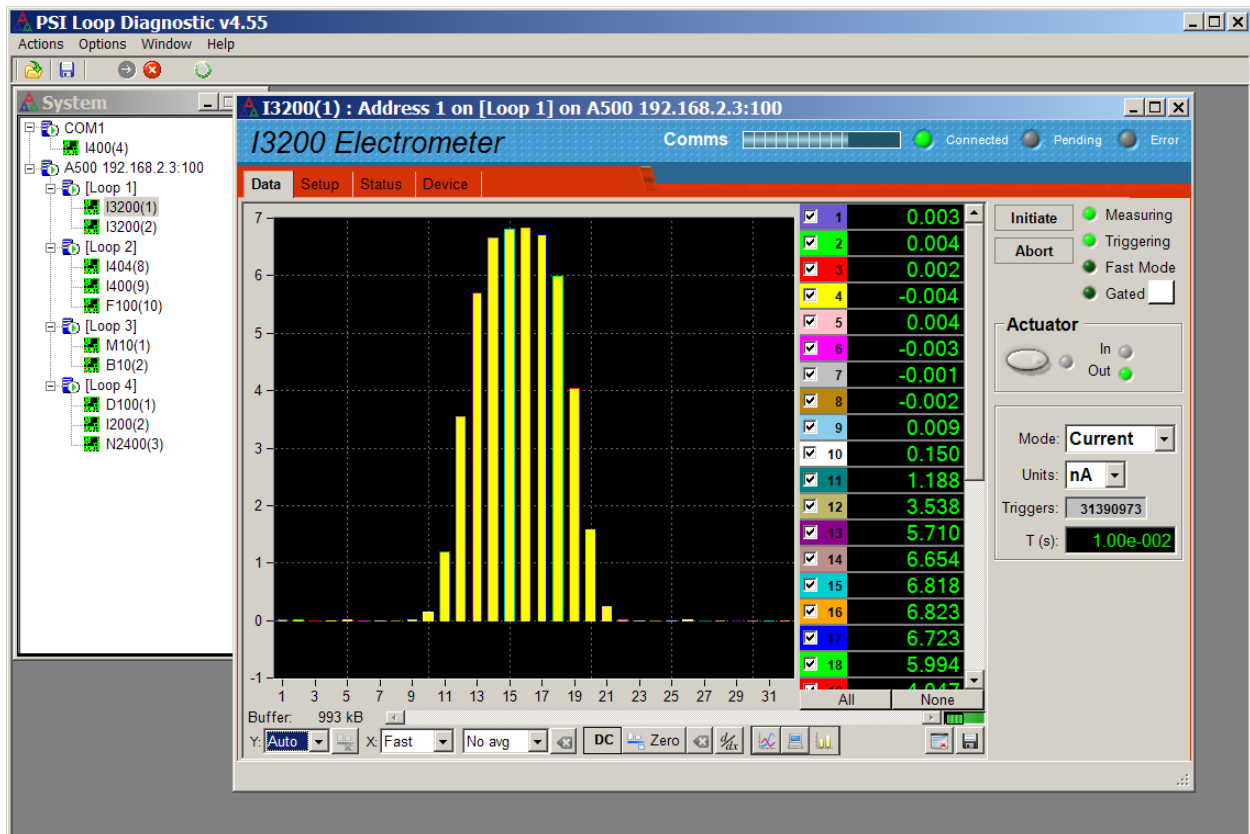 PSI Loop Diagnostic v4.55
Actions Options Window Help
System
COM1
I400(4)
A500 192.168.2.3:100
[Loop 1]
I3200(1)
I3200(2)
[Loop 2]
I404(8)
I400(9)
F100(10)
[Loop 3]
M10(1)
B10(2)
[Loop 4]
D100(1)
I200(2)
N2400(3)
I3200(1) : Address 1 on [Loop 1] on A500 192.168.2.3:100
I3200 Electrometer
Comms
Connected
Pending
Error
Data Setup Status Device
7
6
5
4
3
2
1
0
-1
1 3 5 7 9 11 13 15 17 19 21 23 25 27 29 31
1 0.003
2 0.004
3 0.002
4 -0.004
5 0.004
6 -0.003
7 -0.001
8 -0.002
9 0.009
10 0.150
11 1.188
12 3.538
13 5.710
14 6.654
15 6.818
16 6.823
17 6.723
18 5.994
All None
Initiate
Abort
Measuring
Triggering
Fast Mode
Gated
Actuator
In
Out
Mode: Current
Units: nA
Triggers: 31390973
T (s): 1.00e-002
Buffer: 993 kB
Y: Auto X: Fast No avg DC Zero d/dx